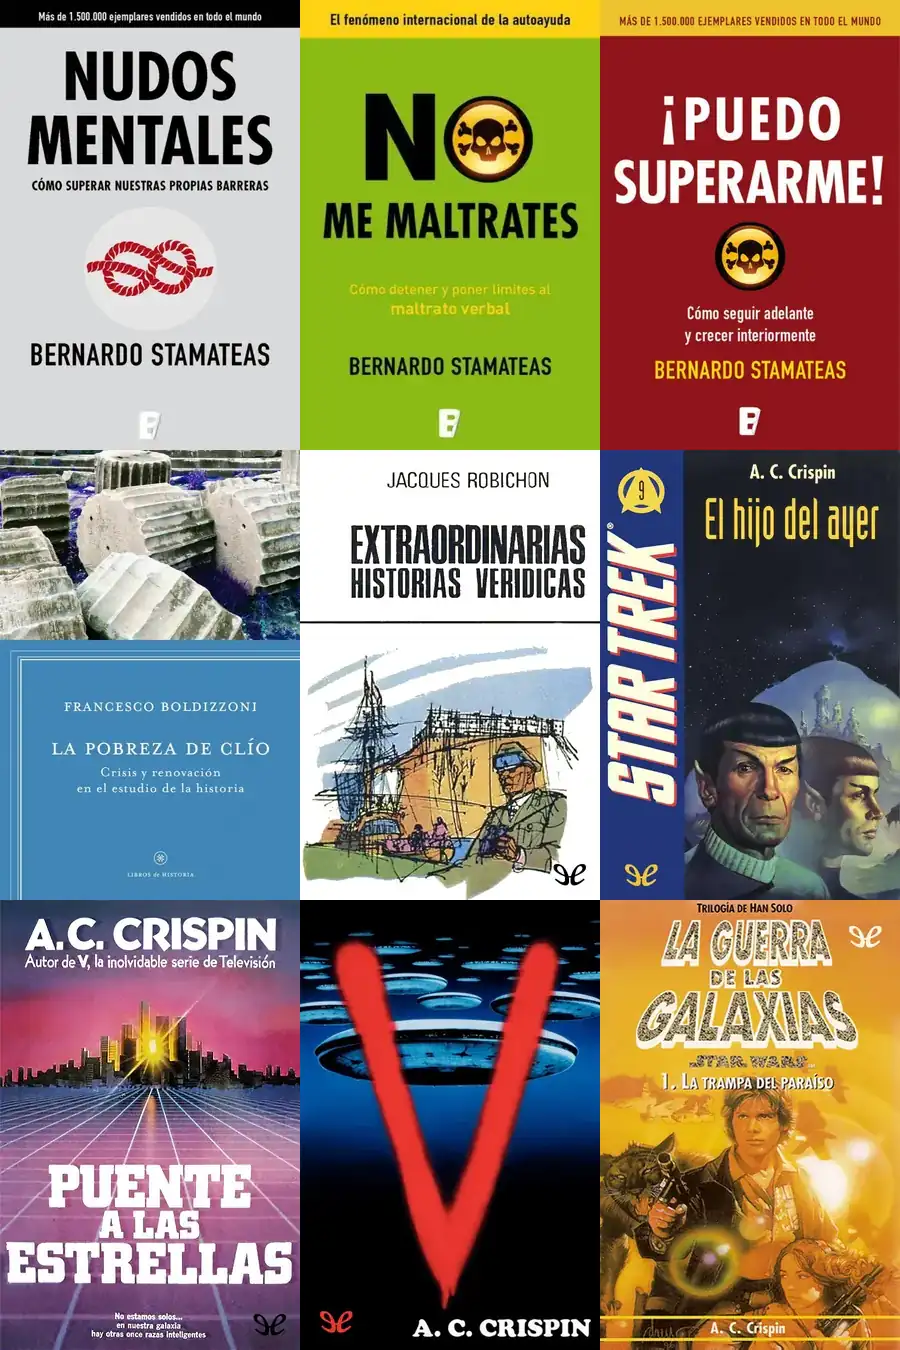 Más de 1.500.000 ejemplares vendidos en todo el mundo
NUDOS
MENTALES
CÓMO SUPERAR NUESTRAS PROPIAS BARRERAS
BERNARDO STAMATEAS
B
El fenómeno internacional de la autoayuda
NO
ME MALTRATES
Cómo detener y poner límites al
maltrato verbal
BERNARDO STAMATEAS
B
MÁS DE 1.500.000 EJEMPLARES VENDIDOS EN TODO EL MUNDO
¡PUEDO
SUPERARME!
Cómo seguir adelante
y crecer interiormente
BERNARDO STAMATEAS
B
FRANCESCO BOLDIZZONI
LA POBREZA DE CLÍO
Crisis y renovación
en el estudio de la historia
LIBROS de HISTORIA
JACQUES ROBICHON
EXTRAORDINARIAS
HISTORIAS VERIDICAS
9
STAR TREK®
A. C. Crispin
El hijo del ayer
A.C. CRISPIN
Autor de V, la inolvidable serie de Televisión
PUENTE
A LAS
ESTRELLAS
No estamos solos...
en nuestra galaxia
hay otras once razas inteligentes
V
A. C. CRISPIN
TRILOGÍA DE HAN SOLO
LA GUERRA
DE LAS
GALAXIAS
STAR WARS
1. LA TRAMPA DEL PARAÍSO
A. C. Crispin